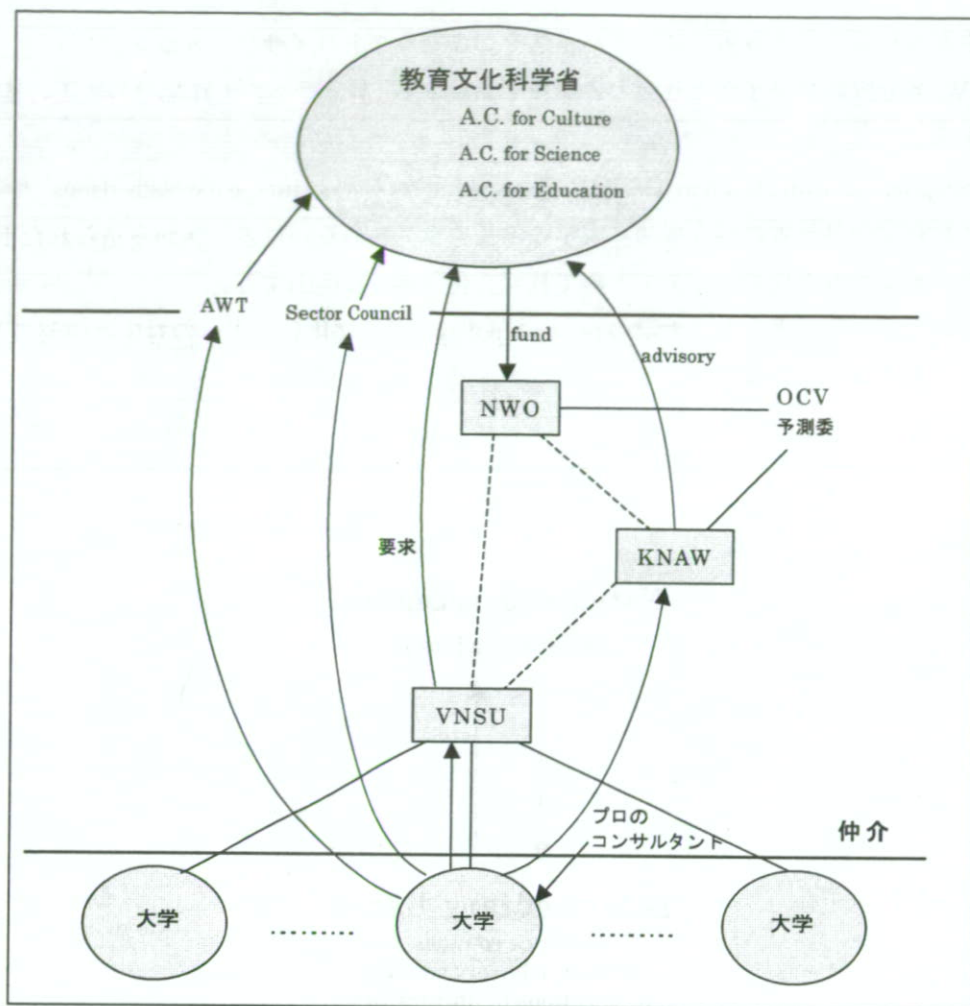 教育文化科学省
A.C. for Culture
A.C. for Science
A.C. for Education
AWT
Sector Council
fund
advisory
NWO
OCV
予測委
要求
KNAW
VNSU
プロの
コンサルタント
仲介
大学
大学
大学